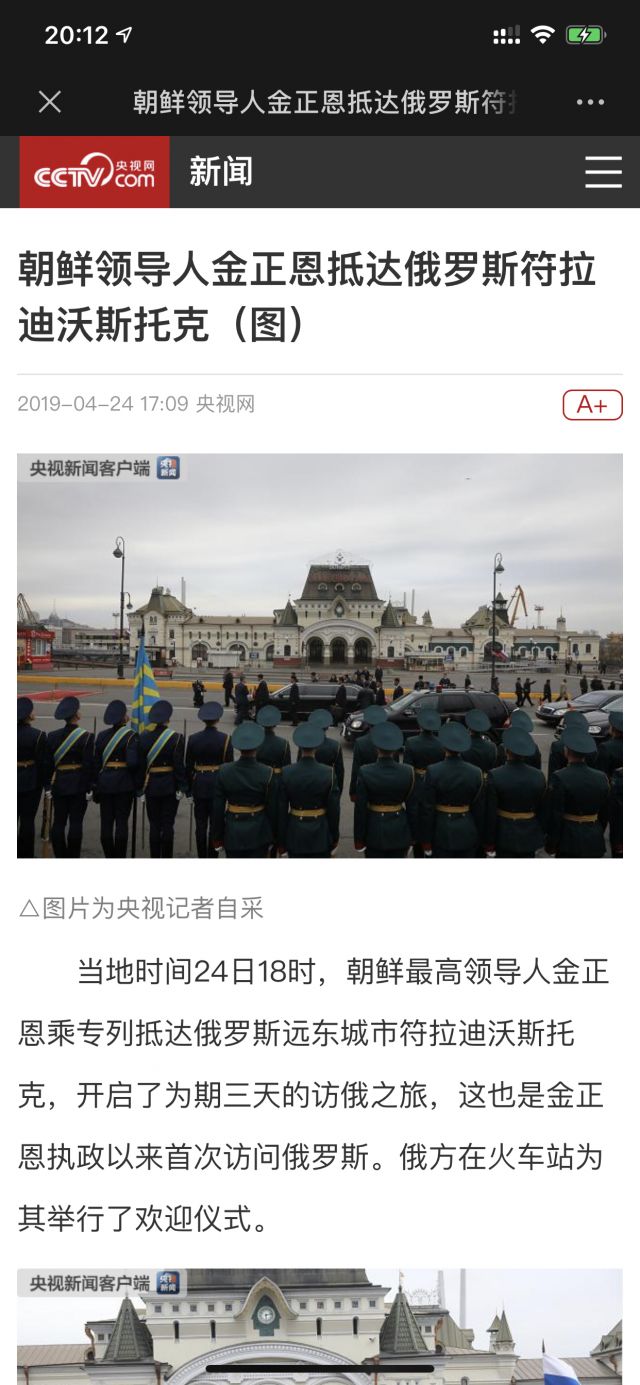 20:12
朝鲜领导人金正恩抵达俄罗斯符
CCTV 央视网
com
新闻
朝鲜领导人金正恩抵达俄罗斯符拉
迪沃斯托克（图）
2019-04-24 17:09 央视网
A+
央视新闻客户端 央视
新闻
△图片为央视记者自采
当地时间24日18时，朝鲜最高领导人金正
恩乘专列抵达俄罗斯远东城市符拉迪沃斯托
克，开启了为期三天的访俄之旅，这也是金正
恩执政以来首次访问俄罗斯。俄方在火车站为
其举行了欢迎仪式。
央视新闻客户端 央视
新闻